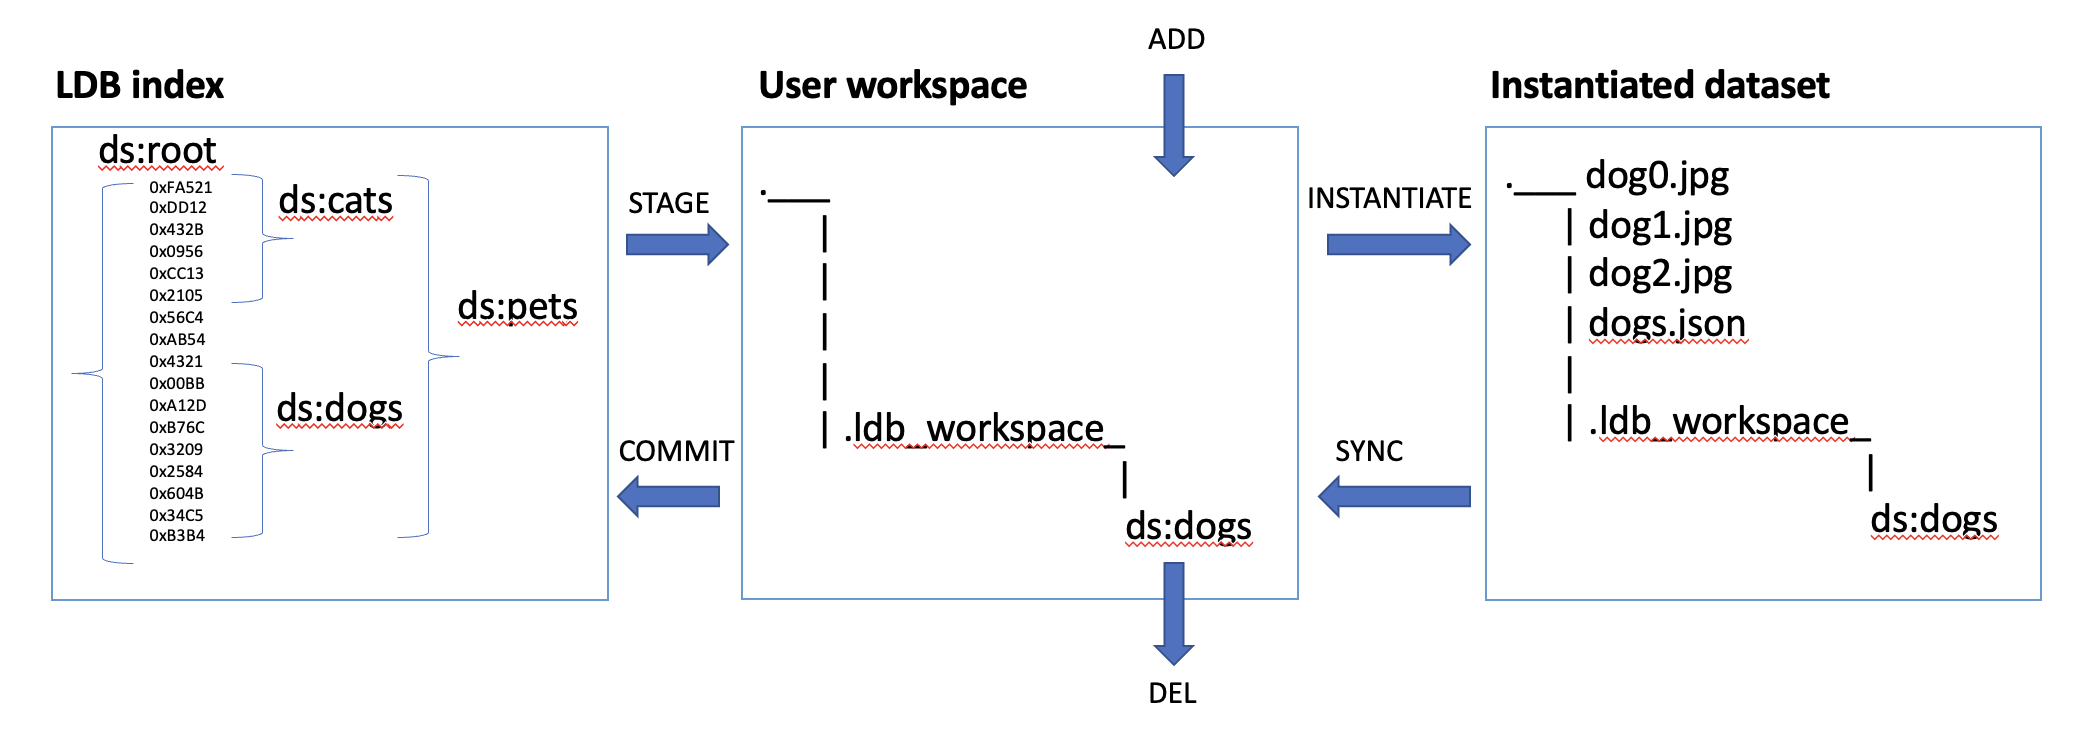 ADD
LDB index
User workspace
Instantiated dataset
ds:root
0xFA521
0xDD12
0x432B
0x0956
0xCC13
0x2105
0x56C4
0xAB54
0x4321
0x00BB
0xA12D
0xB76C
0x3209
0x2584
0x604B
0x34C5
0xB3B4
ds:cats
ds:dogs
ds:pets
STAGE
COMMIT
.ldb_workspace_
ds:dogs
DEL
INSTANTIATE
SYNC
.___ dog0.jpg
| dog1.jpg
| dog2.jpg
| dogs.json
|
| .ldb_workspace_
|
ds:dogs